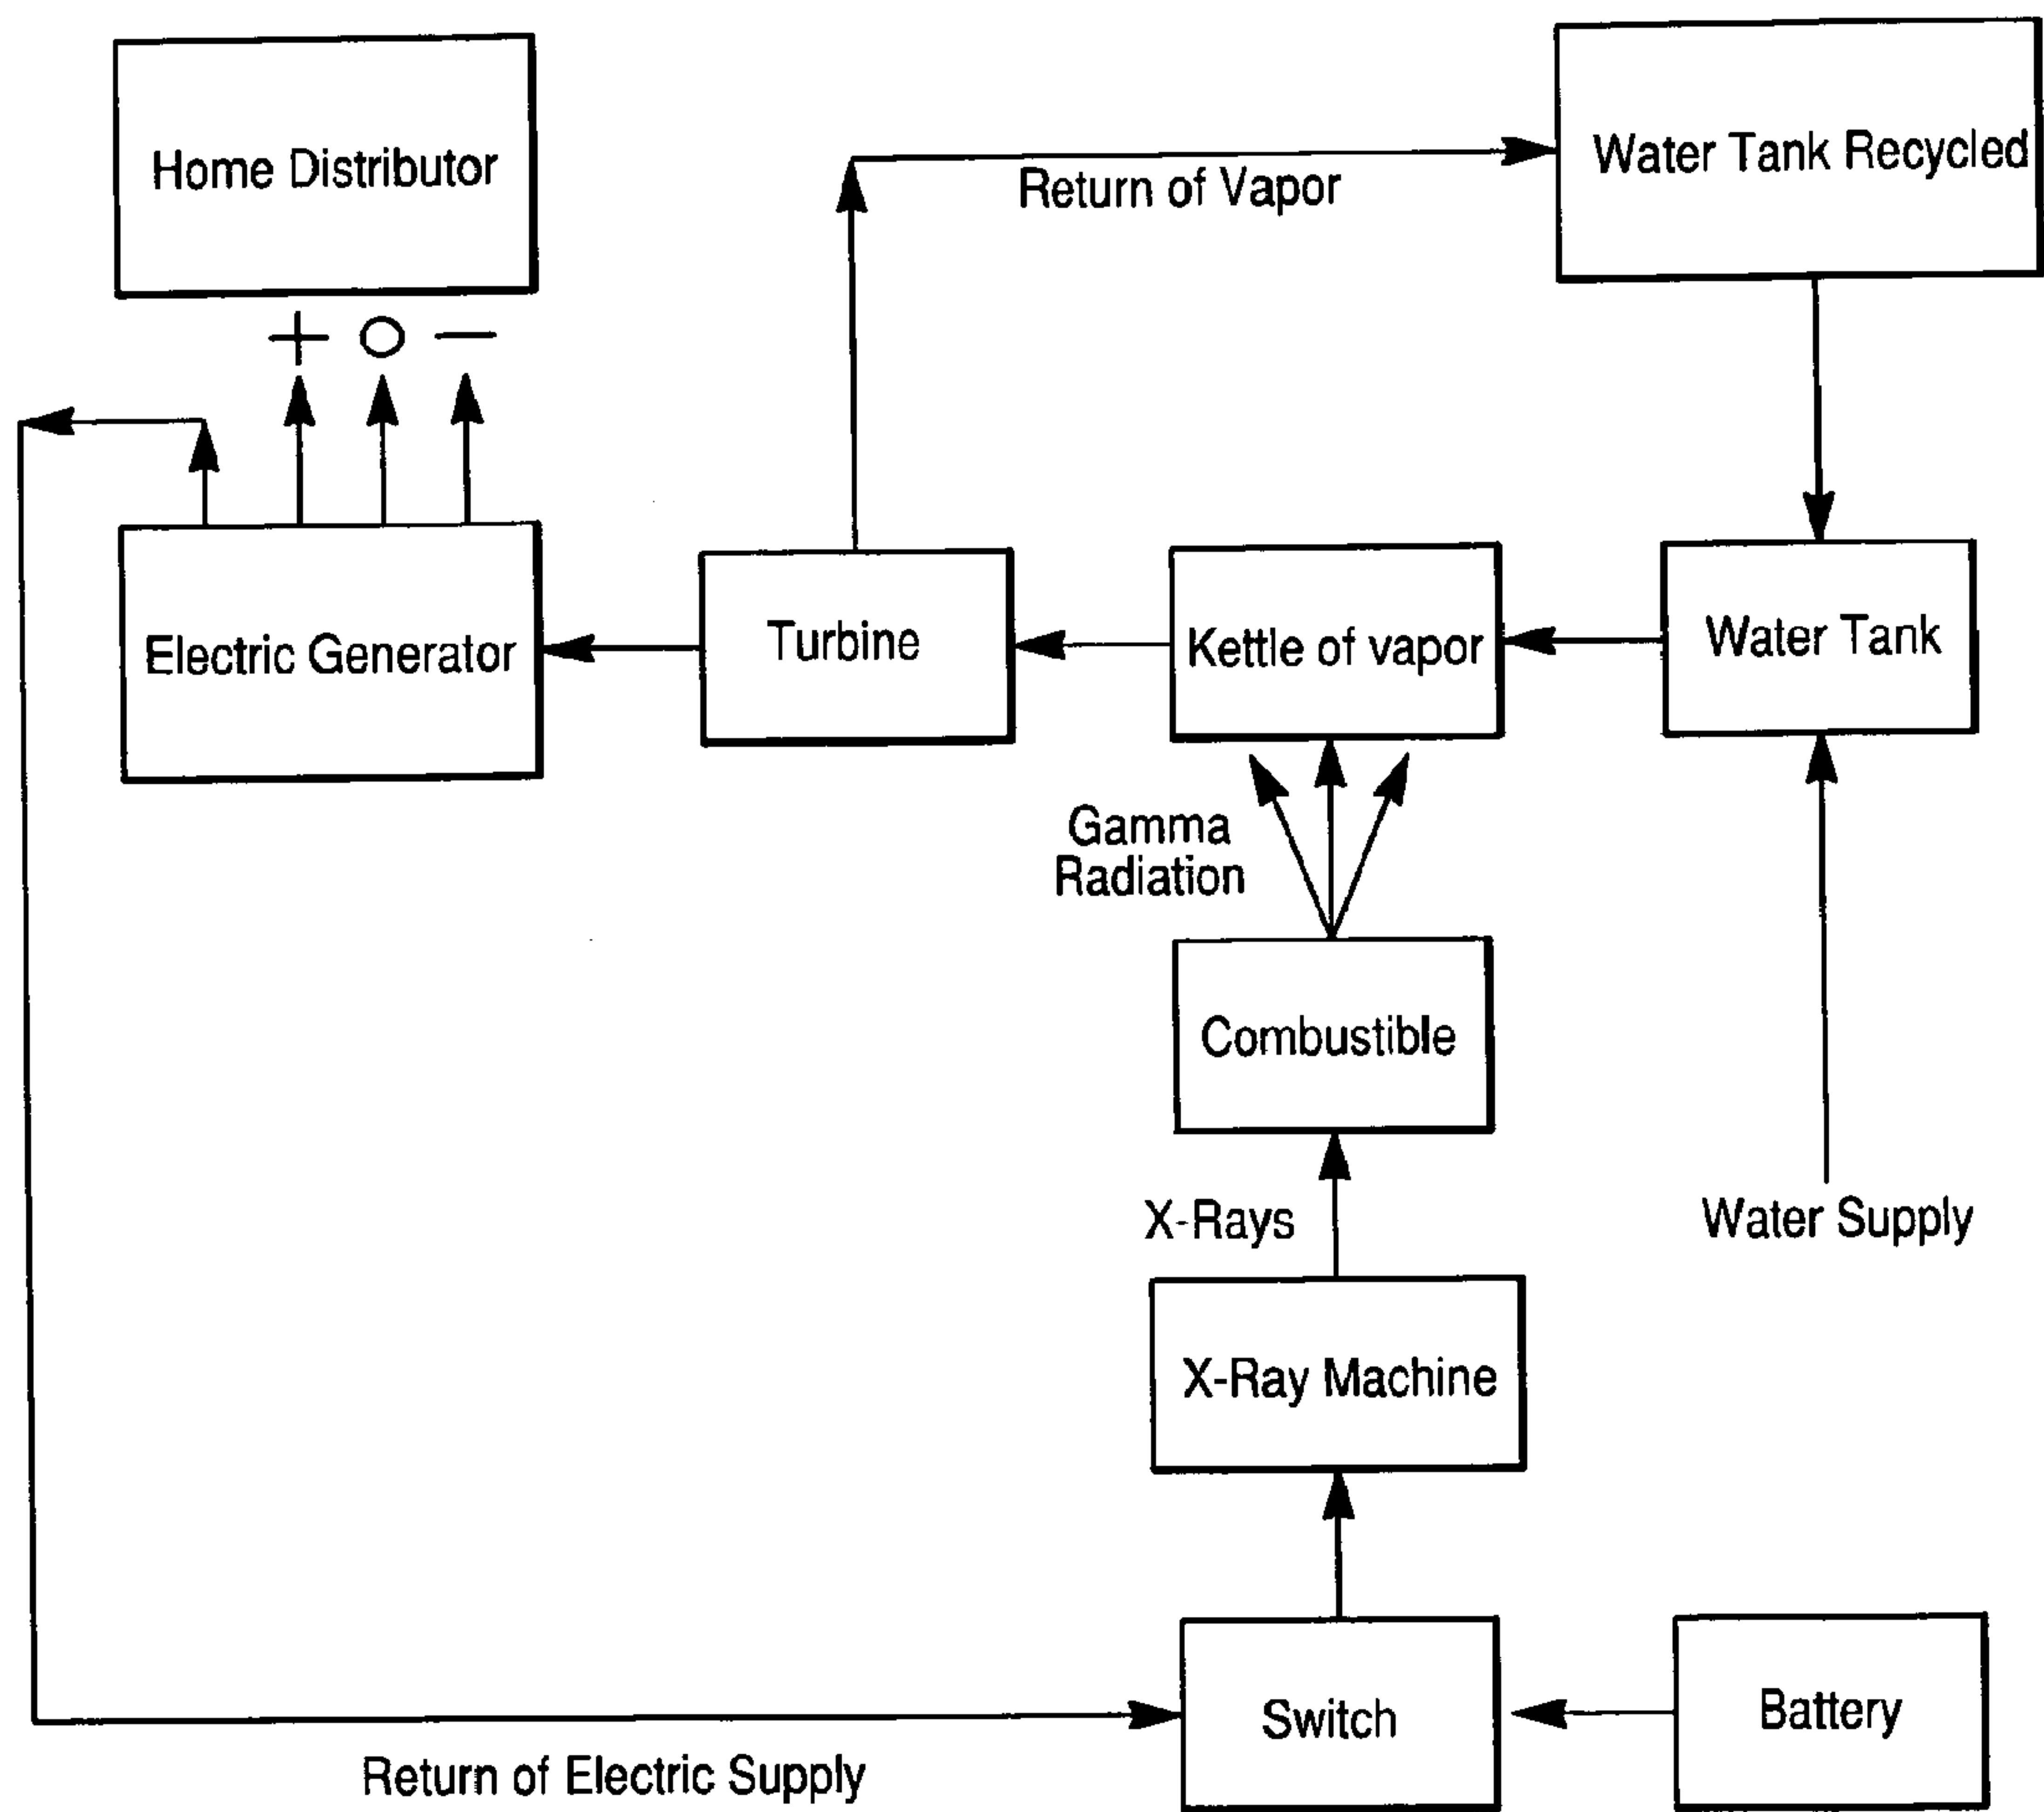 Home Distributor
Water Tank Recycled
Return of Vapor
+ O −
Electric Generator
Turbine
Kettle of vapor
Water Tank
Gamma
Radiation
Combustible
X-Rays
Water Supply
X-Ray Machine
Switch
Battery
Return of Electric Supply